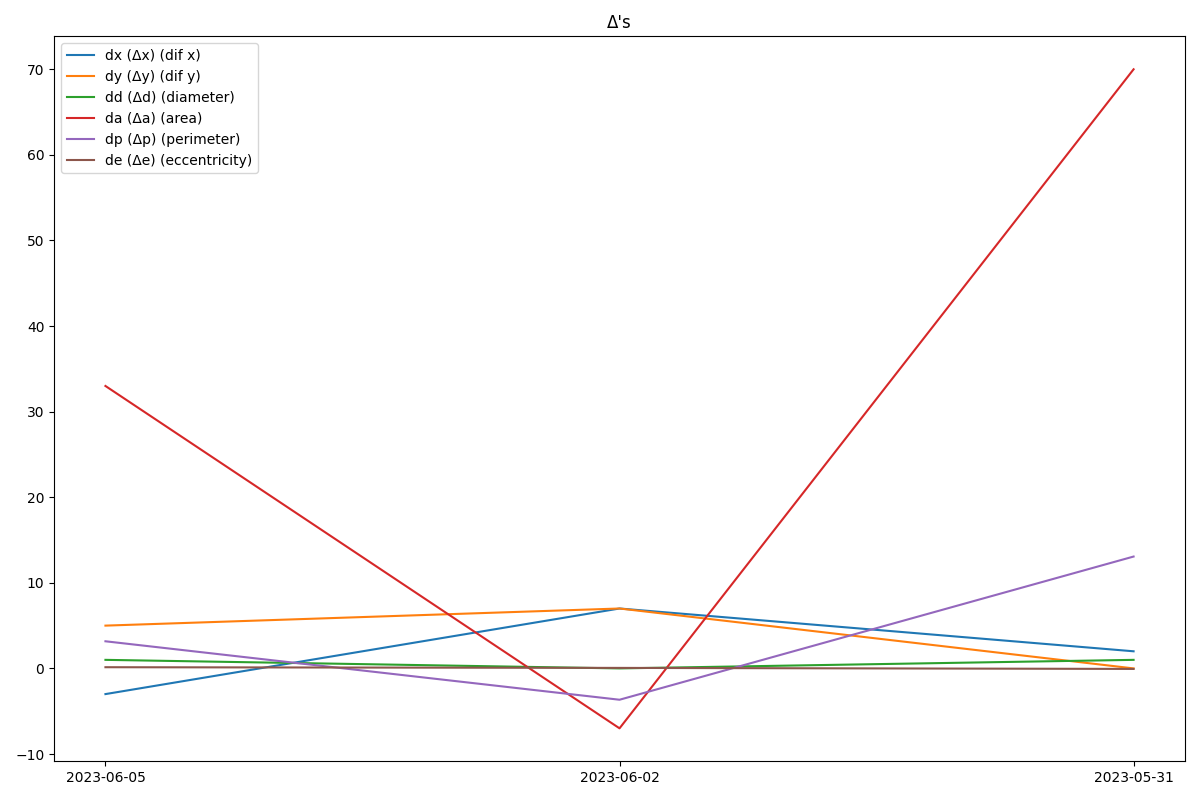 Δ's
dx (Δx) (dif x)
dy (Δy) (dif y)
dd (Δd) (diameter)
da (Δa) (area)
dp (Δp) (perimeter)
de (Δe) (eccentricity)
70
60
50
40
30
20
10
0
−10
2023-06-05 2023-06-02 2023-05-31